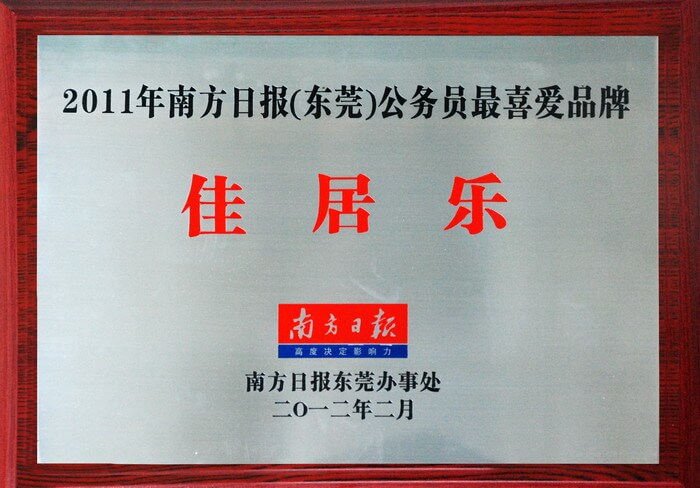 2011年南方日报(东莞)公务员最喜爱品牌
佳居乐
南方日报
高度决定影响力
南方日报东莞办事处
二O一二年二月